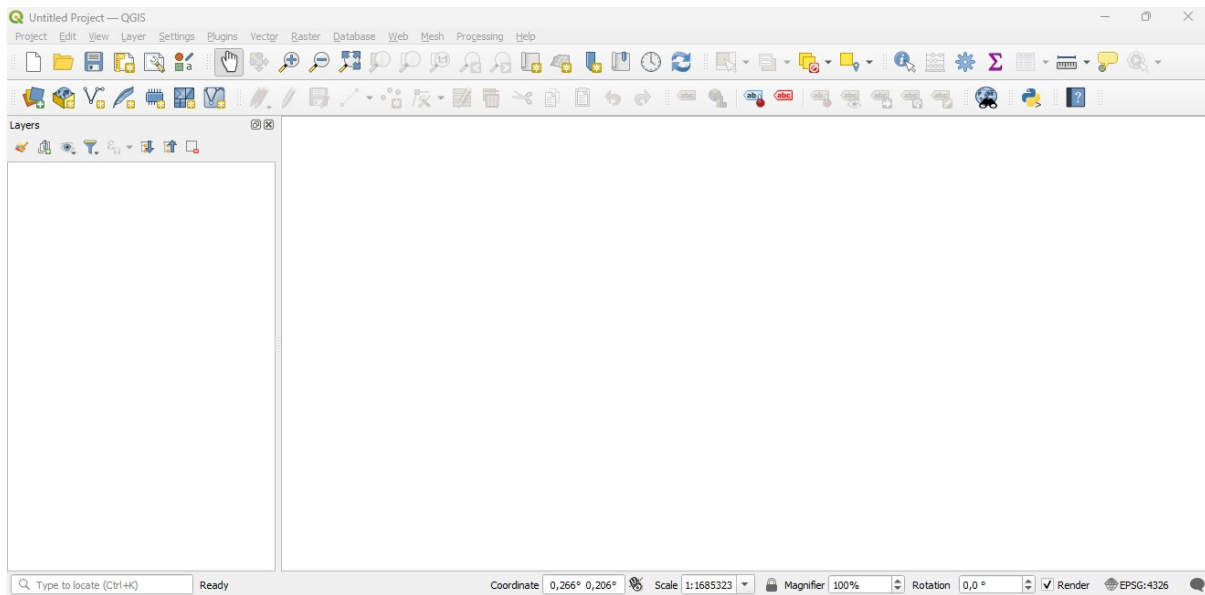 Untitled Project — QGIS
Project Edit View Layer Settings Plugins Vector Raster Database Web Mesh Processing Help
Layers
Type to locate (Ctrl+K) Ready Coordinate 0,266° 0,206° Scale 1:1685323 Magnifier 100% Rotation 0,0 ° Render EPSG:4326